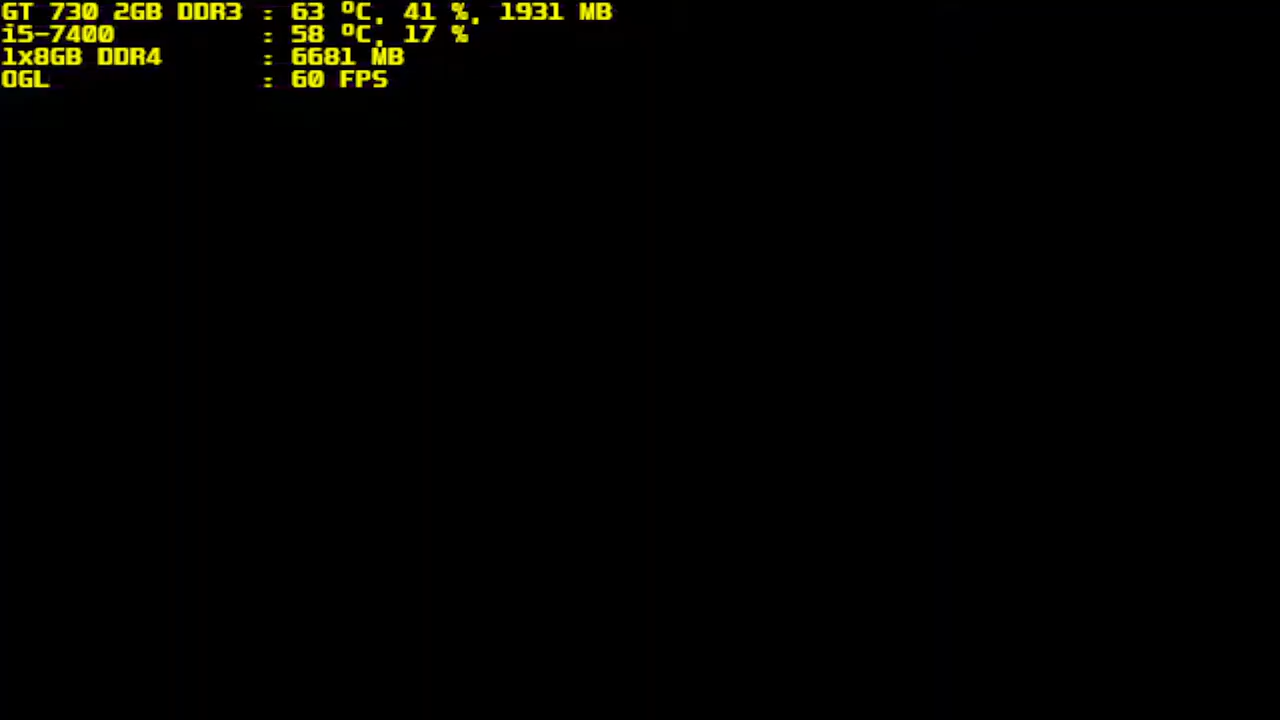 GT 730 2GB DDR3 : 63 ºC, 41 %, 1931 MB
i5-7400 : 58 ºC, 17 %
1x8GB DDR4 : 6681 MB
OGL : 60 FPS